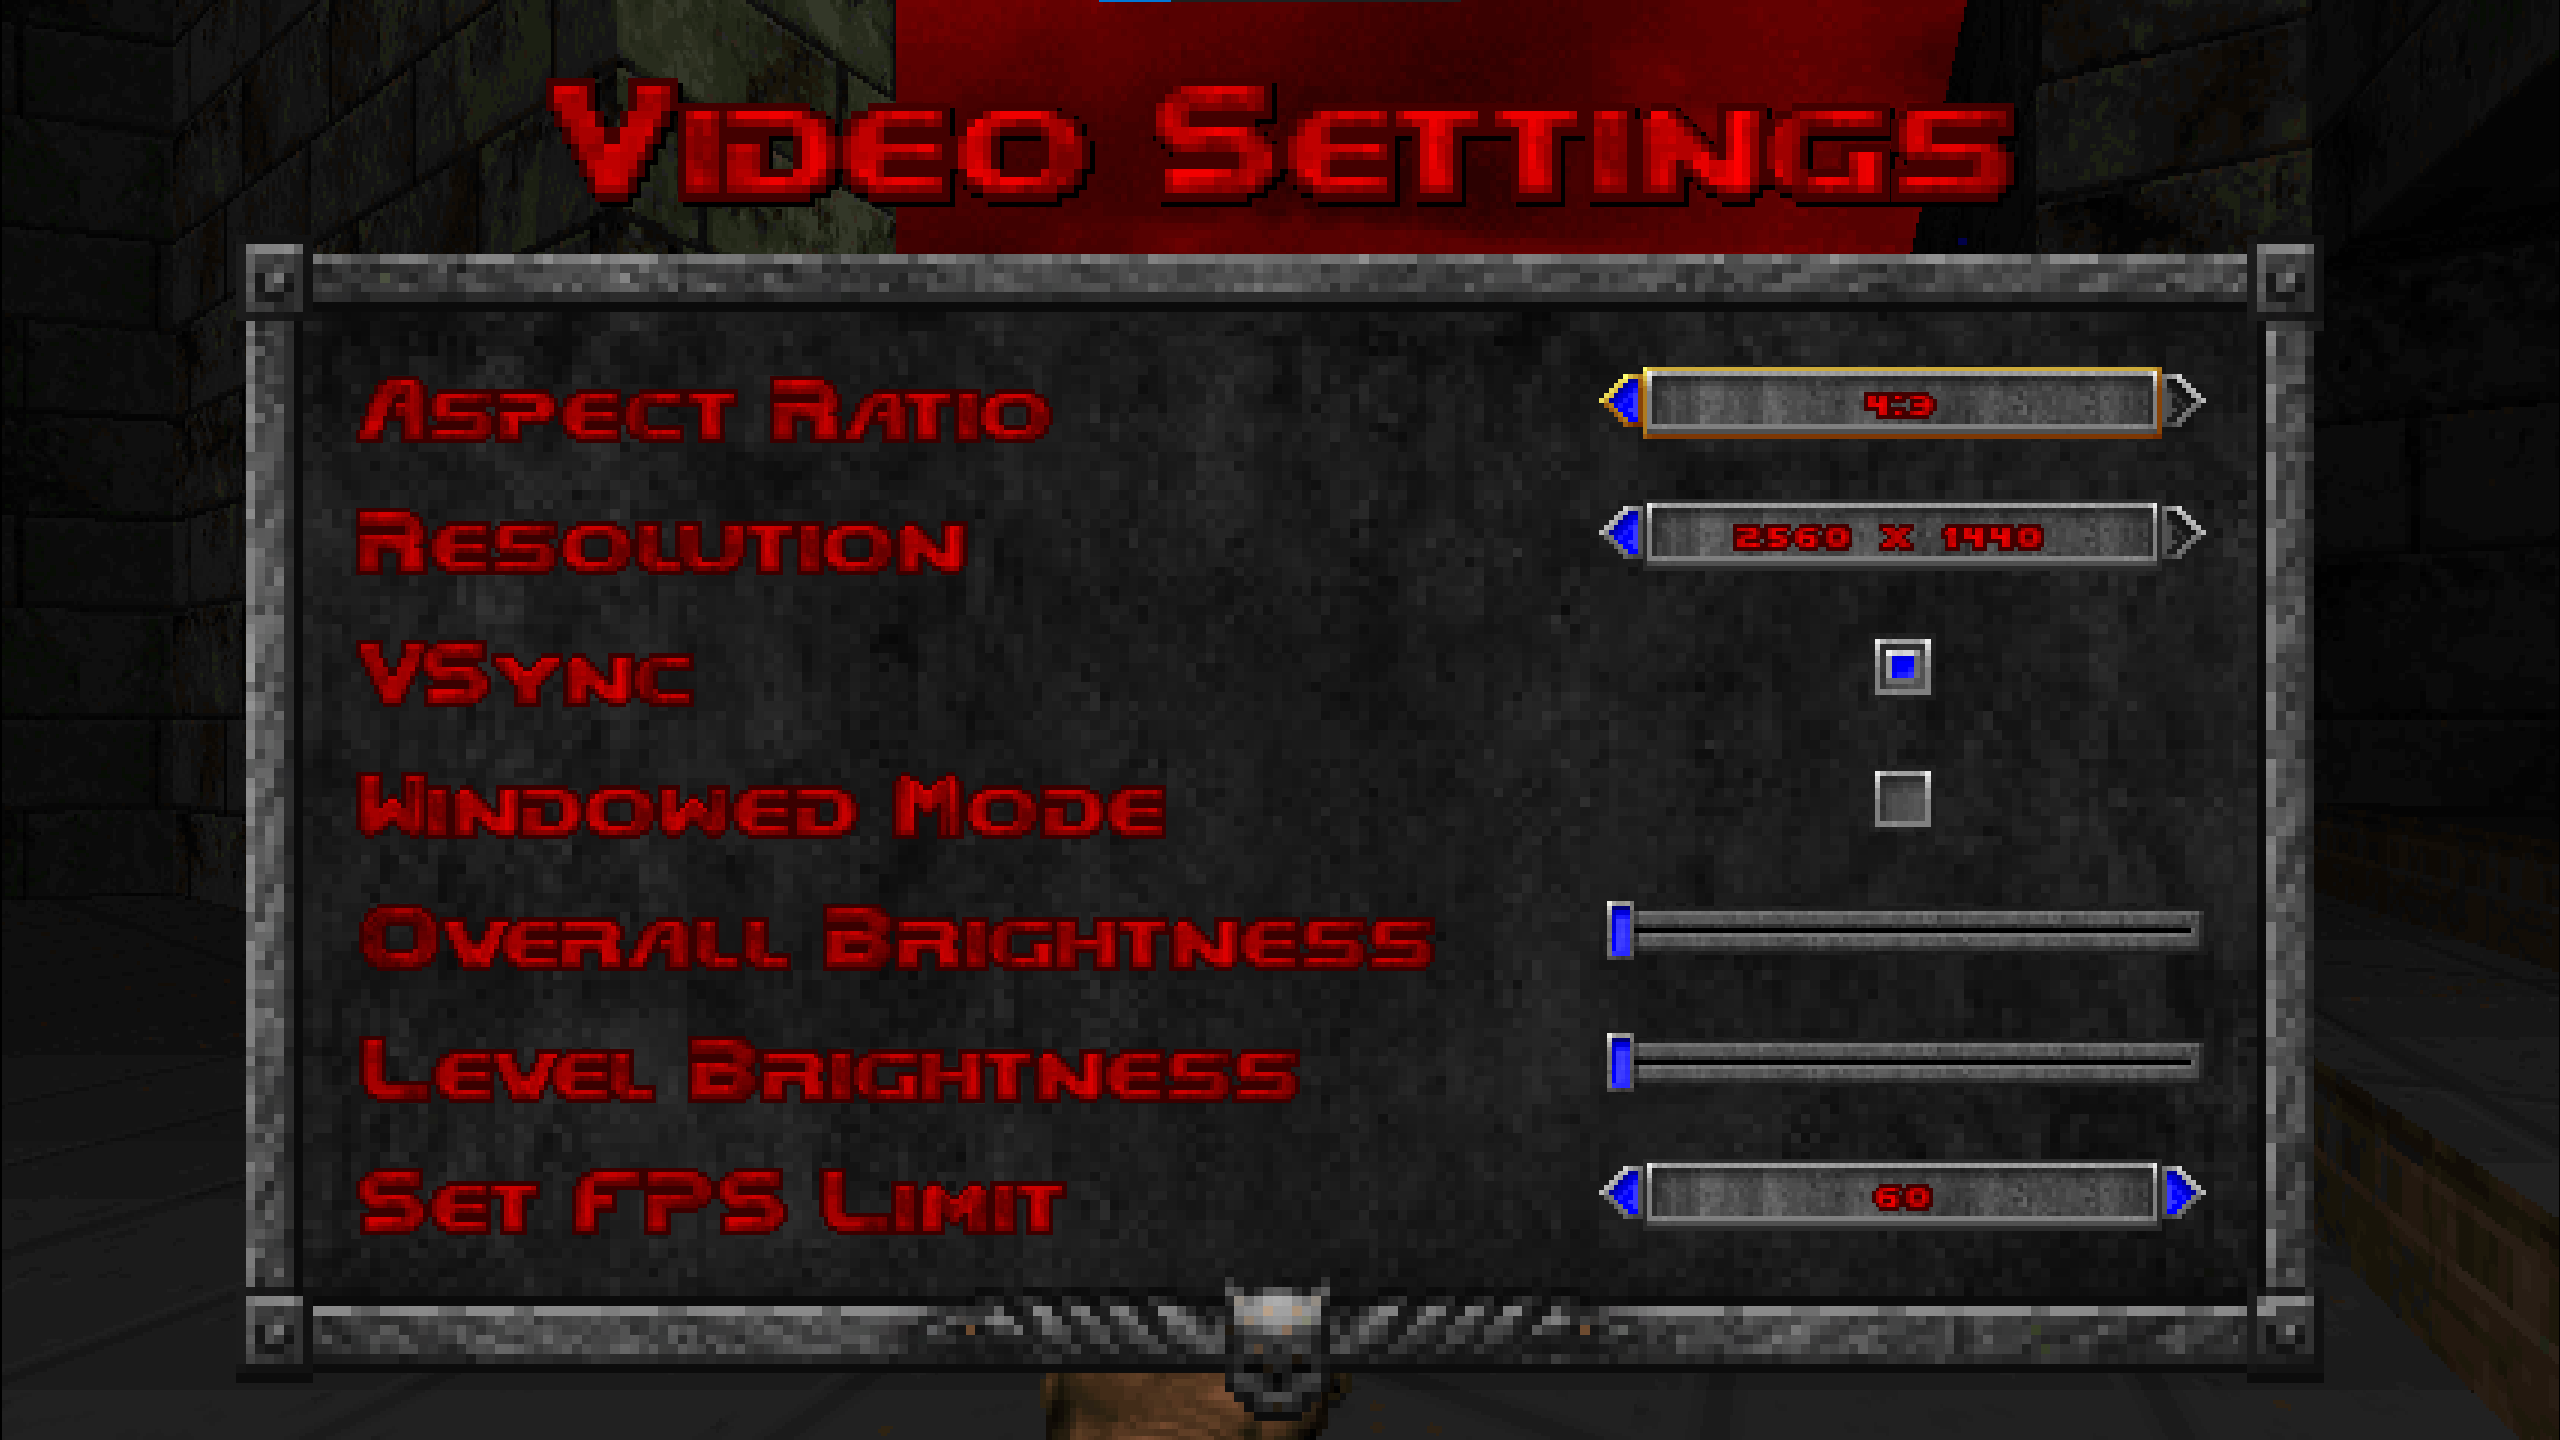 Video Settings
Aspect Ratio
4:3
Resolution
2560 x 1440
VSync
Windowed Mode
Overall Brightness
Level Brightness
Set FPS Limit
60